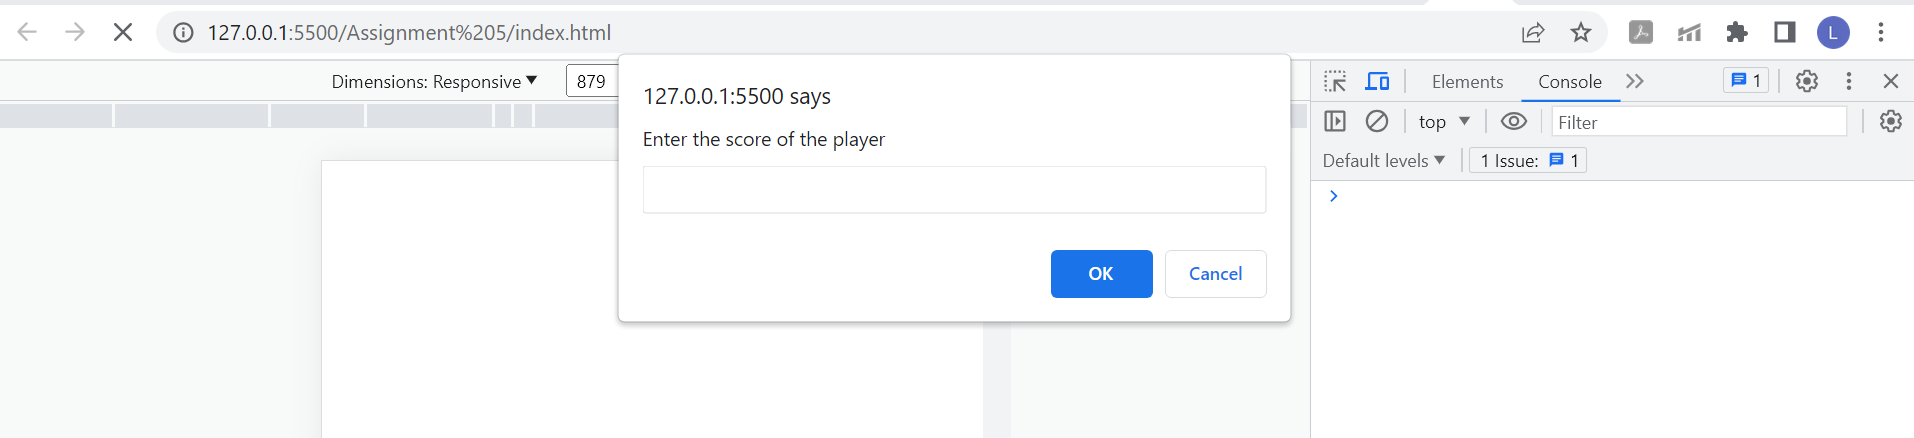 127.0.0.1:5500/Assignment%205/index.html
L
Dimensions: Responsive
879
127.0.0.1:5500 says
Enter the score of the player
OK
Cancel
Elements
Console
1
top
Filter
Default levels
1 Issue:
1